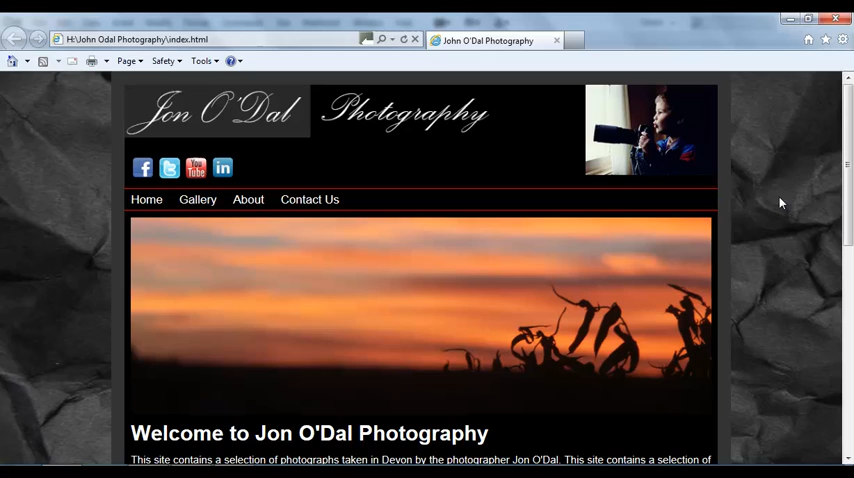 H:\John Odal Photography\index.html
John O'Dal Photography
Page Safety Tools
Jon O'Dal Photography
Home Gallery About Contact Us
Welcome to Jon O'Dal Photography
This site contains a selection of photographs taken in Devon by the photographer Jon O'Dal. This site contains a selection of